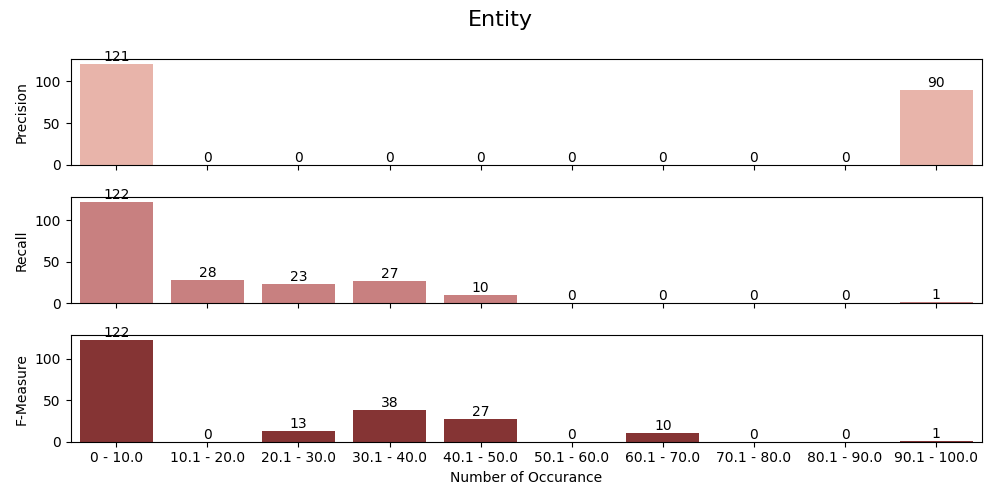 Entity
Precision
100
50
0
121
0
0
0
0
0
0
0
0
90
Recall
100
50
0
122
28
23
27
10
0
0
0
0
1
F-Measure
100
50
0
122
0
13
38
27
0
10
0
0
1
0 - 10.0
10.1 - 20.0
20.1 - 30.0
30.1 - 40.0
40.1 - 50.0
50.1 - 60.0
60.1 - 70.0
70.1 - 80.0
80.1 - 90.0
90.1 - 100.0
Number of Occurance